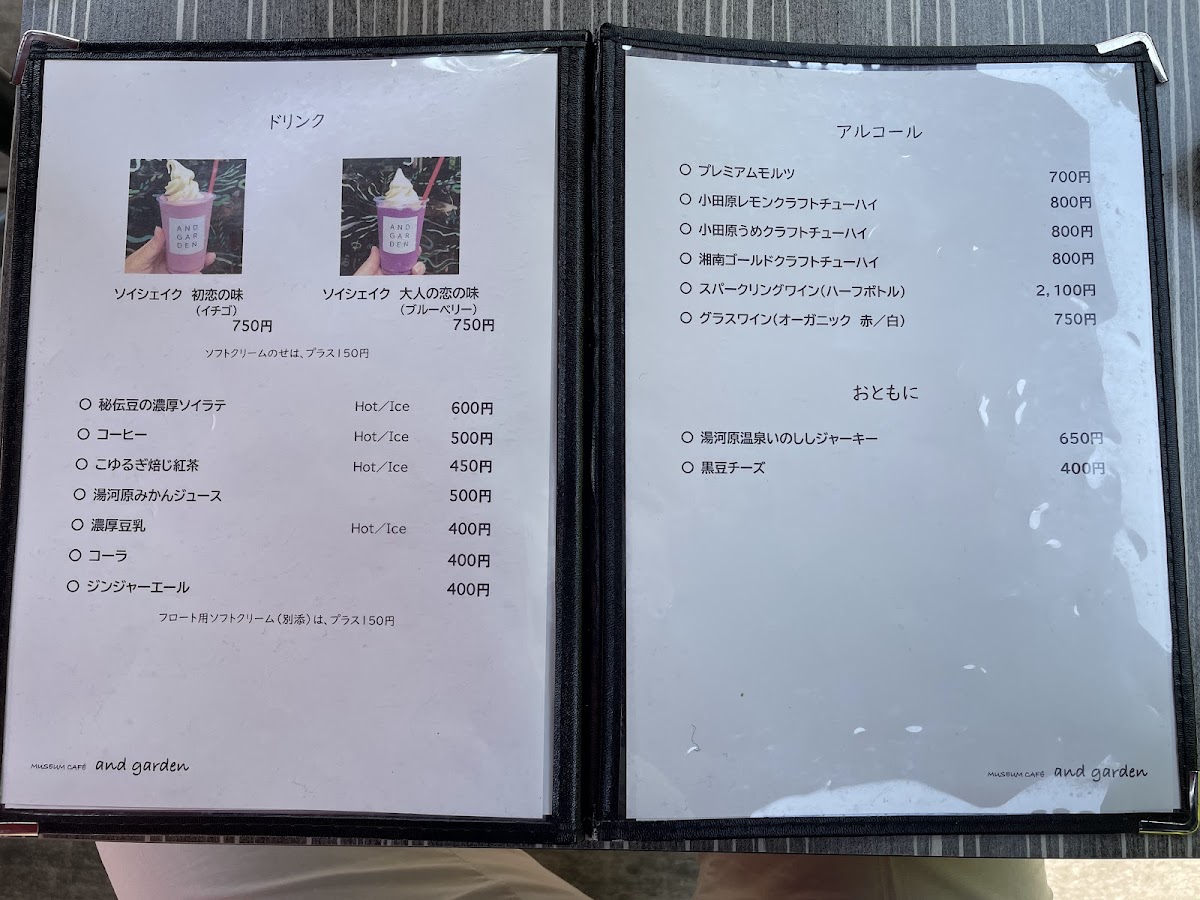 ドリンク
AND
GAR
DEN
AND
GAR
DEN
ソイシェイク 初恋の味
(イチゴ)
750円
ソイシェイク 大人の恋の味
(ブルーベリー)
750円
ソフトクリームのせは、プラス150円
○ 秘伝豆の濃厚ソイラテ Hot/Ice 600円
○ コーヒー Hot/Ice 500円
○ こゆるぎ焙じ紅茶 Hot/Ice 450円
○ 湯河原みかんジュース 500円
○ 濃厚豆乳 Hot/Ice 400円
○ コーラ 400円
○ ジンジャーエール 400円
フロート用ソフトクリーム(別添)は、プラス150円
MUSEUM CAFÉ and garden
アルコール
○ プレミアムモルツ 700円
○ 小田原レモンクラフトチューハイ 800円
○ 小田原うめクラフトチューハイ 800円
○ 湘南ゴールドクラフトチューハイ 800円
○ スパークリングワイン(ハーフボトル) 2,100円
○ グラスワイン(オーガニック 赤/白) 750円
おともに
○ 湯河原温泉いのししジャーキー 650円
○ 黒豆チーズ 400円
MUSEUM CAFÉ and garden